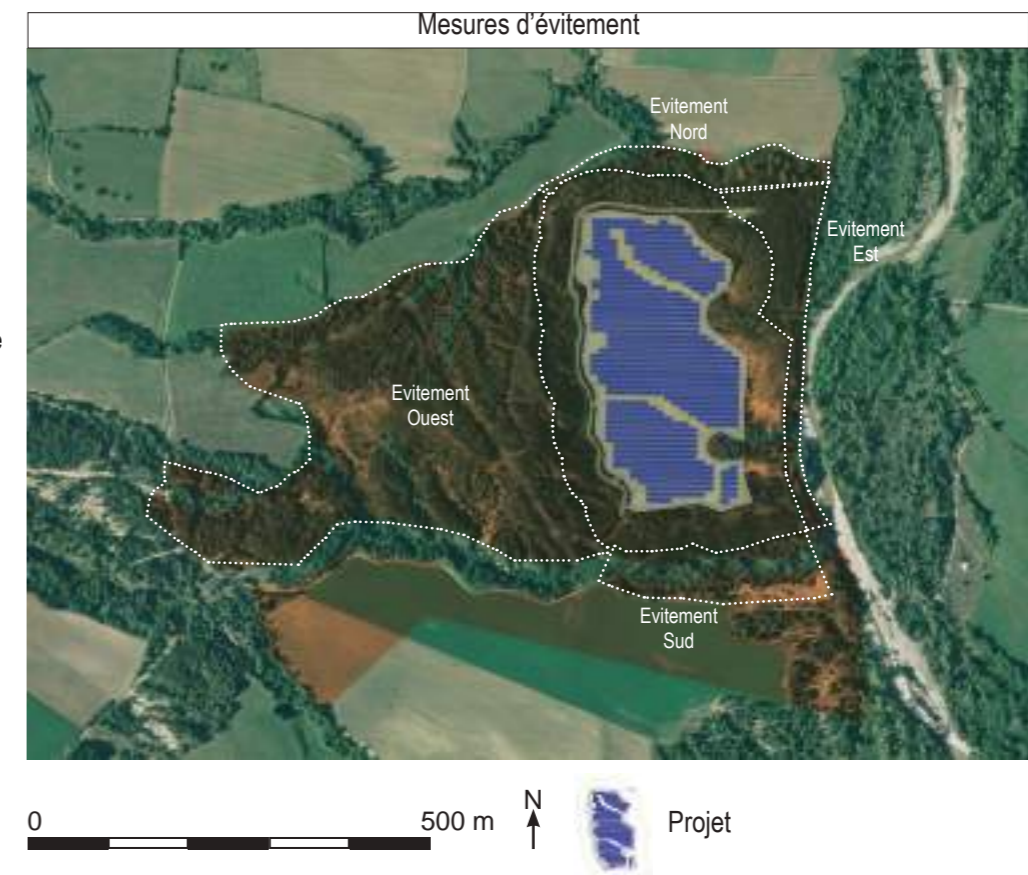 Mesures d'évitement
Evitement
Nord
Evitement
Est
Evitement
Ouest
Evitement
Sud
0
500 m
N
Projet
e